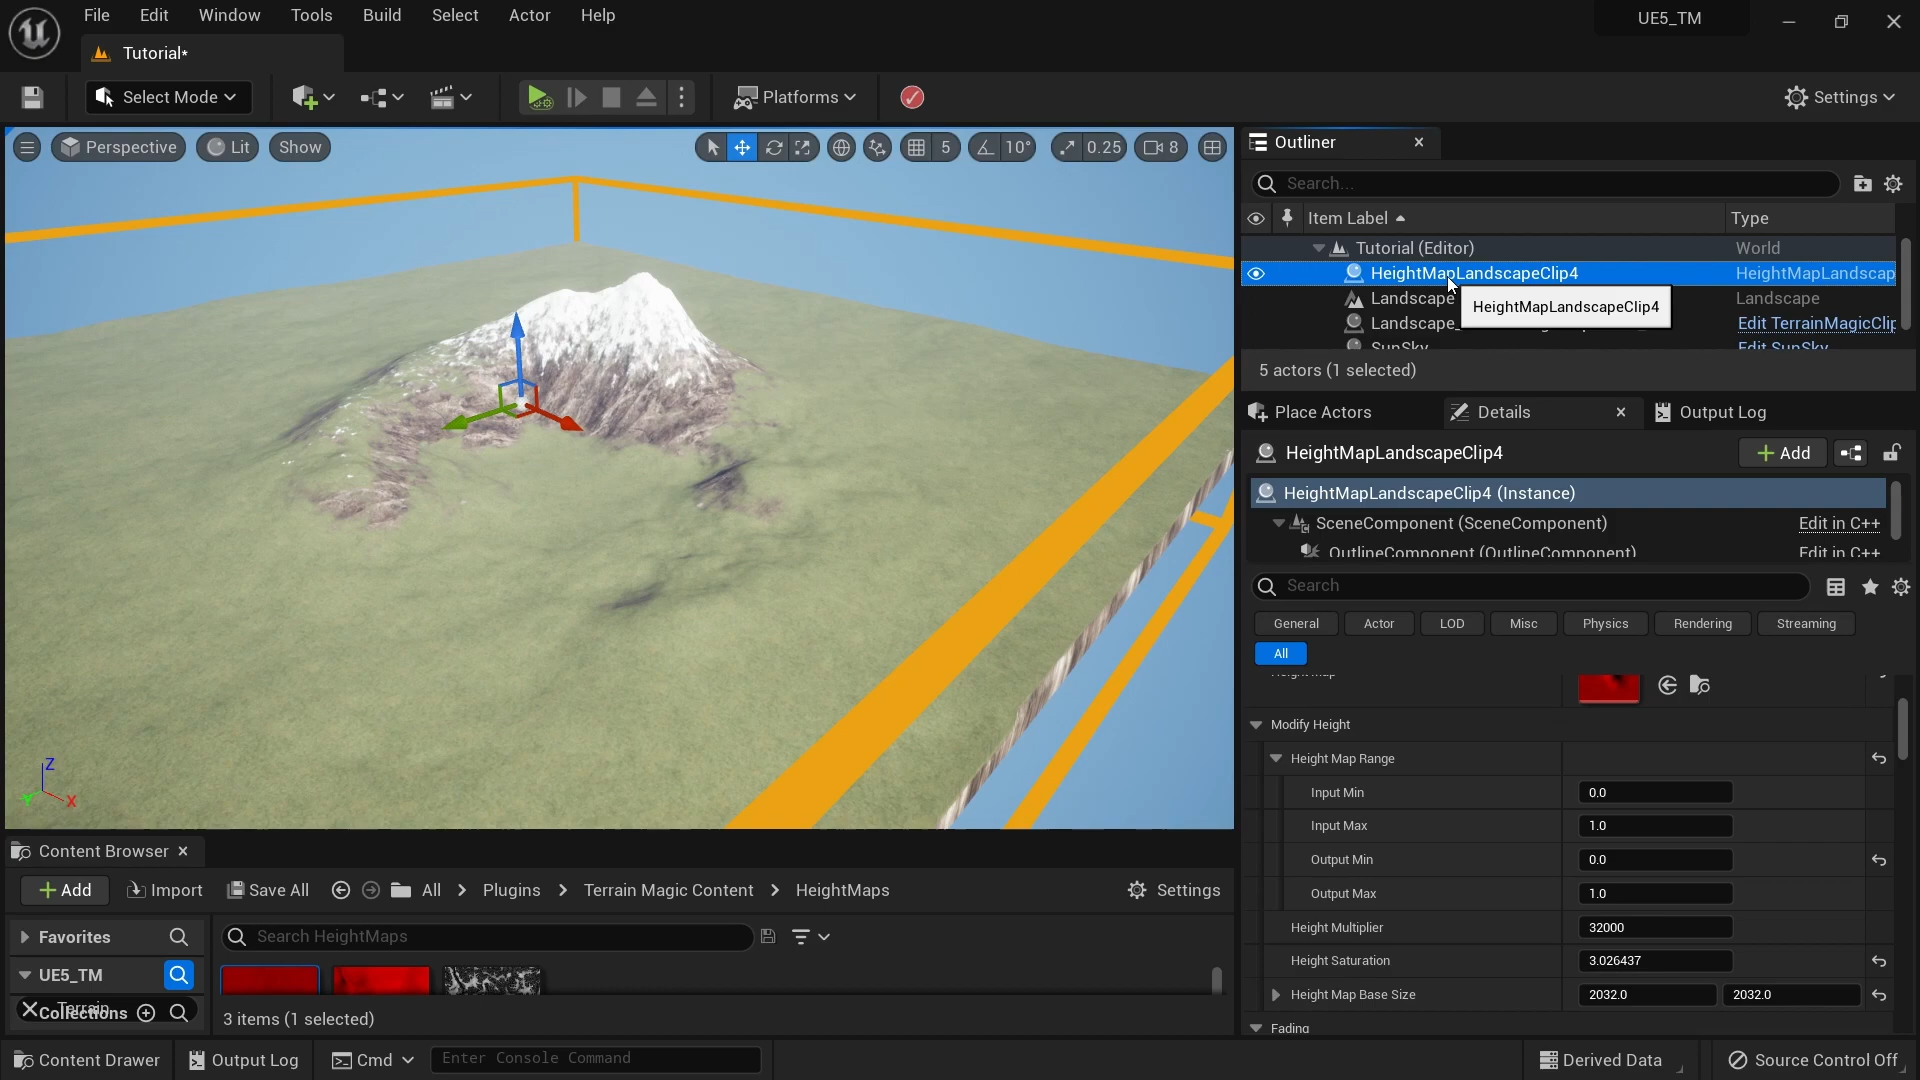 File Edit Window Tools Build Select Actor Help
UE5_TM
Tutorial*
Select Mode
Platforms
Settings
Perspective Lit Show
5 10° 0.25 8
Outliner
Search...
Item Label Type
Tutorial (Editor) World
HeightMapLandscapeClip4 HeightMapLandscap
Landscape Landscape
HeightMapLandscapeClip4
Landscape_ Edit TerrainMagicClip
SunSky Edit SunSky
5 actors (1 selected)
Place Actors Details Output Log
HeightMapLandscapeClip4 Add
HeightMapLandscapeClip4 (Instance)
SceneComponent (SceneComponent) Edit in C++
OutlineComponent (OutlineComponent) Edit in C++
Search
General Actor LOD Misc Physics Rendering Streaming
All
Height Map
Modify Height
Height Map Range
Input Min 0.0
Input Max 1.0
Output Min 0.0
Output Max 1.0
Height Multiplier 32000
Height Saturation 3.026437
Height Map Base Size 2032.0 2032.0
Fading
Z
Y X
Content Browser
Add Import Save All All > Plugins > Terrain Magic Content > HeightMaps Settings
Favorites Search HeightMaps
UE5_TM
Terrain
Collections
3 items (1 selected)
Content Drawer Output Log Cmd Enter Console Command Derived Data Source Control Off